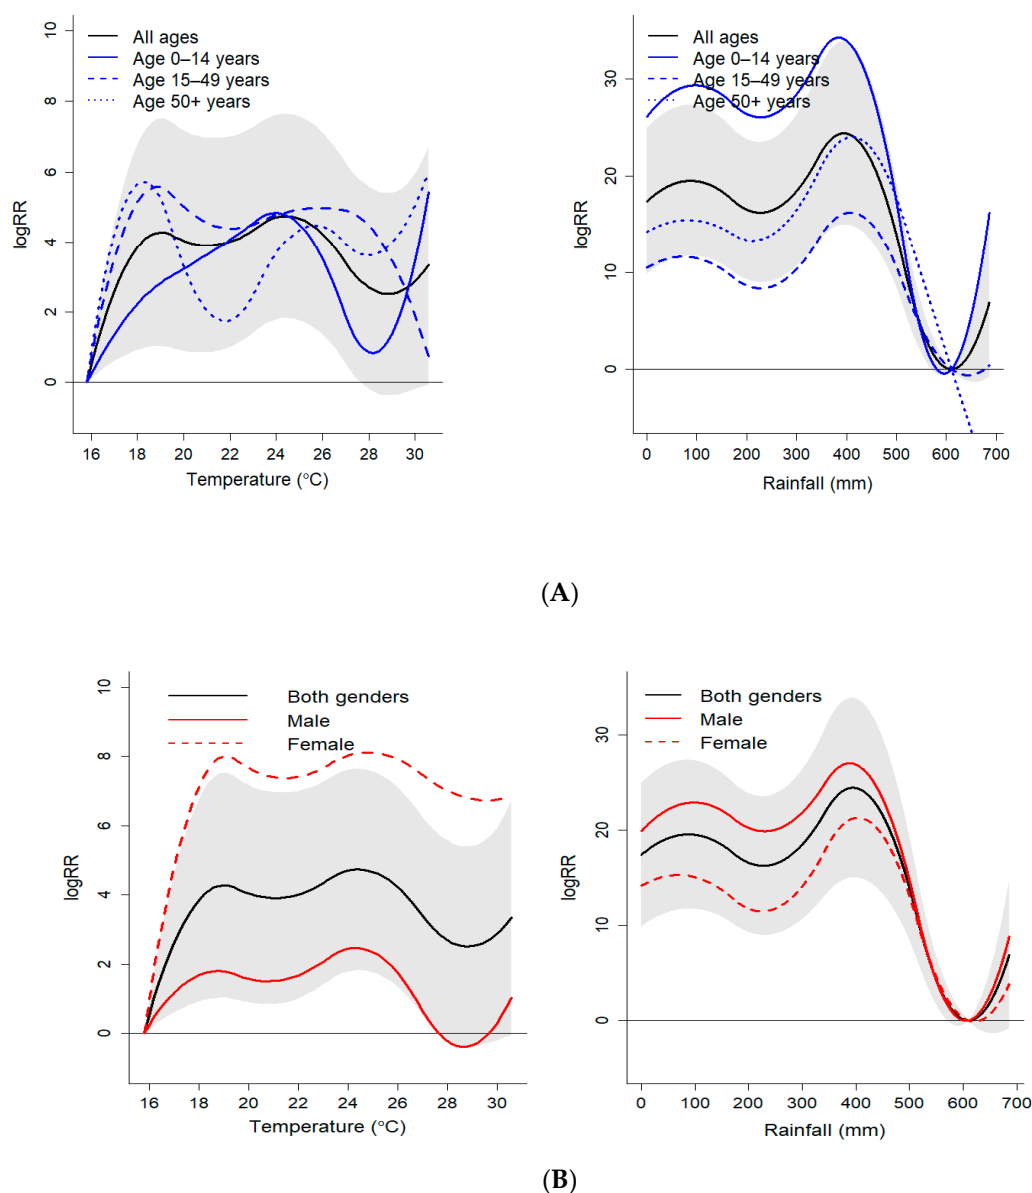 All ages
Age 0–14 years
Age 15–49 years
Age 50+ years
logRR
10
8
6
4
2
0
16 18 20 22 24 26 28 30
Temperature (°C)
All ages
Age 0–14 years
Age 15–49 years
Age 50+ years
logRR
30
20
10
0
0 100 200 300 400 500 600 700
Rainfall (mm)
(A)
Both genders
Male
Female
logRR
10
8
6
4
2
0
16 18 20 22 24 26 28 30
Temperature (°C)
Both genders
Male
Female
logRR
30
20
10
0
0 100 200 300 400 500 600 700
Rainfall (mm)
(B)